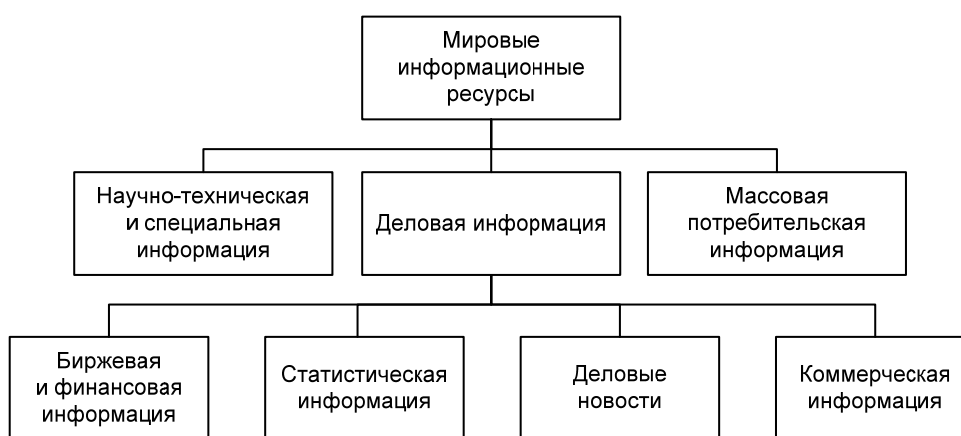 Мировые
информационные
ресурсы
Научно-техническая
и специальная
информация
Деловая информация
Массовая
потребительская
информация
Биржевая
и финансовая
информация
Статистическая
информация
Деловые
новости
Коммерческая
информация